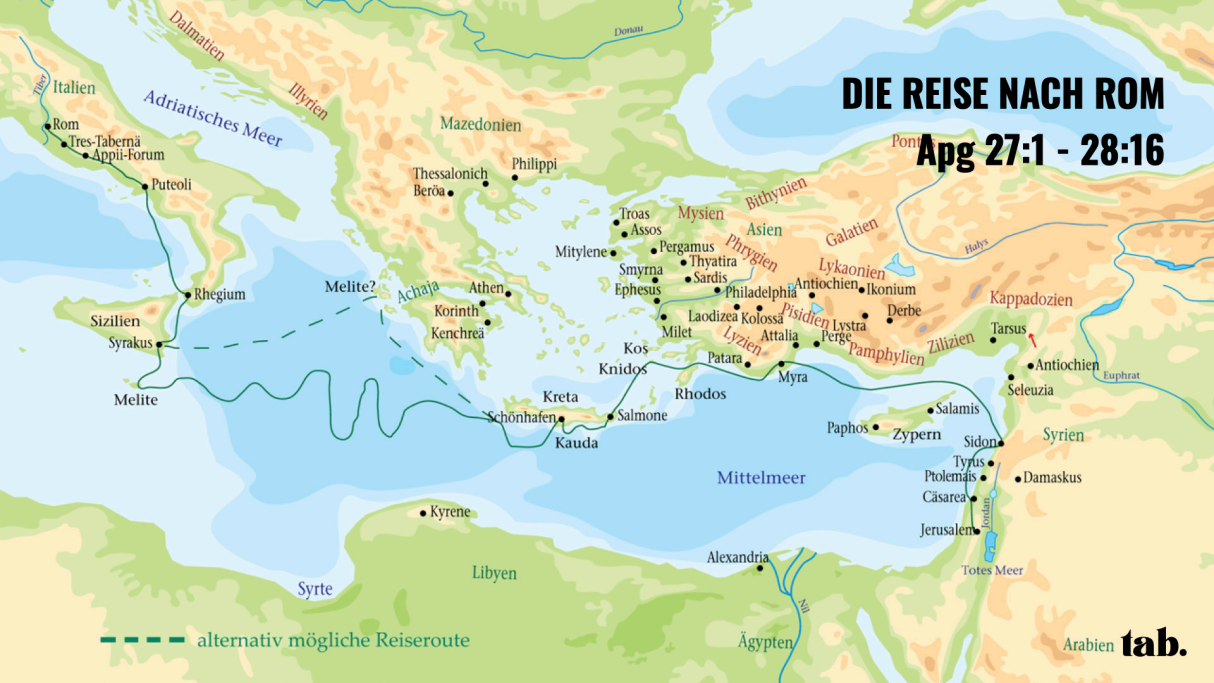 DIE REISE NACH ROM
Apg 27:1 - 28:16
Donau
Dalmatien
Illyrien
Italien
Tiber
Adriatisches Meer
Rom
Tres-Tabernä
Appii-Forum
Puteoli
Mazedonien
Thessalonich
Philippi
Beröa
Pontus
Bithynien
Troas
Assos
Mysien
Asien
Galatien
Halys
Mitylene
Pergamus
Phrygien
Thyatira
Smyrna
Sardis
Lykaonien
Ephesus
Philadelphia
Antiochien
Ikonium
Kappadozien
Melite?
Achaja
Athen
Korinth
Kenchreä
Rhegium
Sizilien
Syrakus
Melite
Laodizea
Kolossä
Pisidien
Lystra
Derbe
Milet
Lyzien
Attalia
Perge
Pamphylien
Zilizien
Tarsus
Kos
Knidos
Patara
Myra
Rhodos
Antiochien
Seleuzia
Euphrat
Kreta
Schönhafen
Salmone
Kauda
Salamis
Paphos
Zypern
Sidon
Syrien
Tyrus
Ptolemais
Damaskus
Cäsarea
Jordan
Jerusalem
Totes Meer
Mittelmeer
Kyrene
Alexandria
Libyen
Syrte
Nil
Ägypten
Arabien
alternativ mögliche Reiseroute
tab.